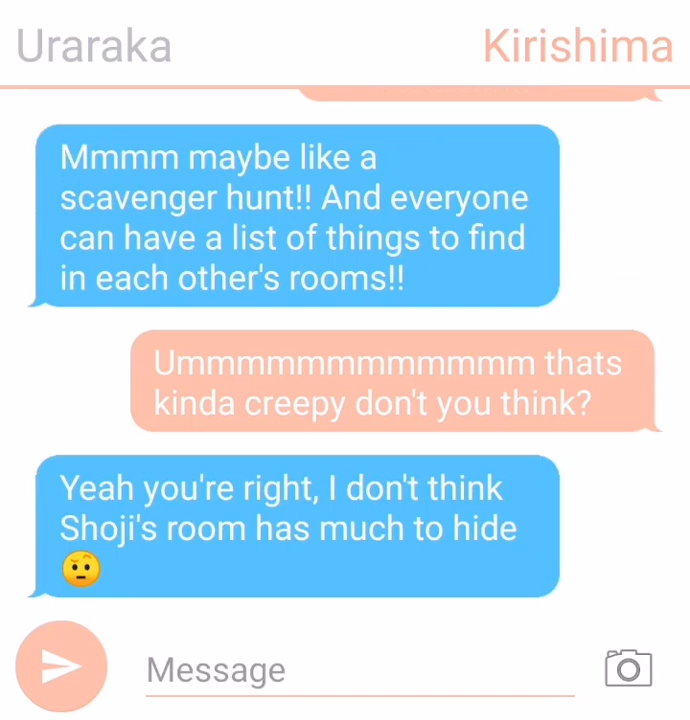 Uraraka Kirishima
Mmmm maybe like a
scavenger hunt!! And everyone
can have a list of things to find
in each other's rooms!!
Ummmmmmmmmmmm thats
kinda creepy don't you think?
Yeah you're right, I don't think
Shoji's room has much to hide
🤨
Message